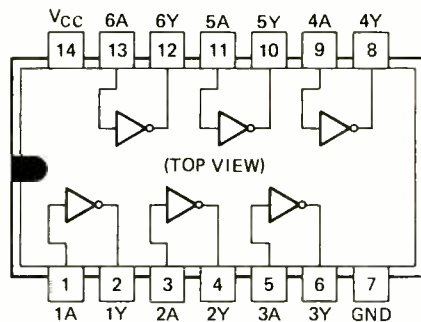 VCC 6A 6Y 5A 5Y 4A 4Y
14 13 12 11 10 9 8
(TOP VIEW)
1 2 3 4 5 6 7
1A 1Y 2A 2Y 3A 3Y GND